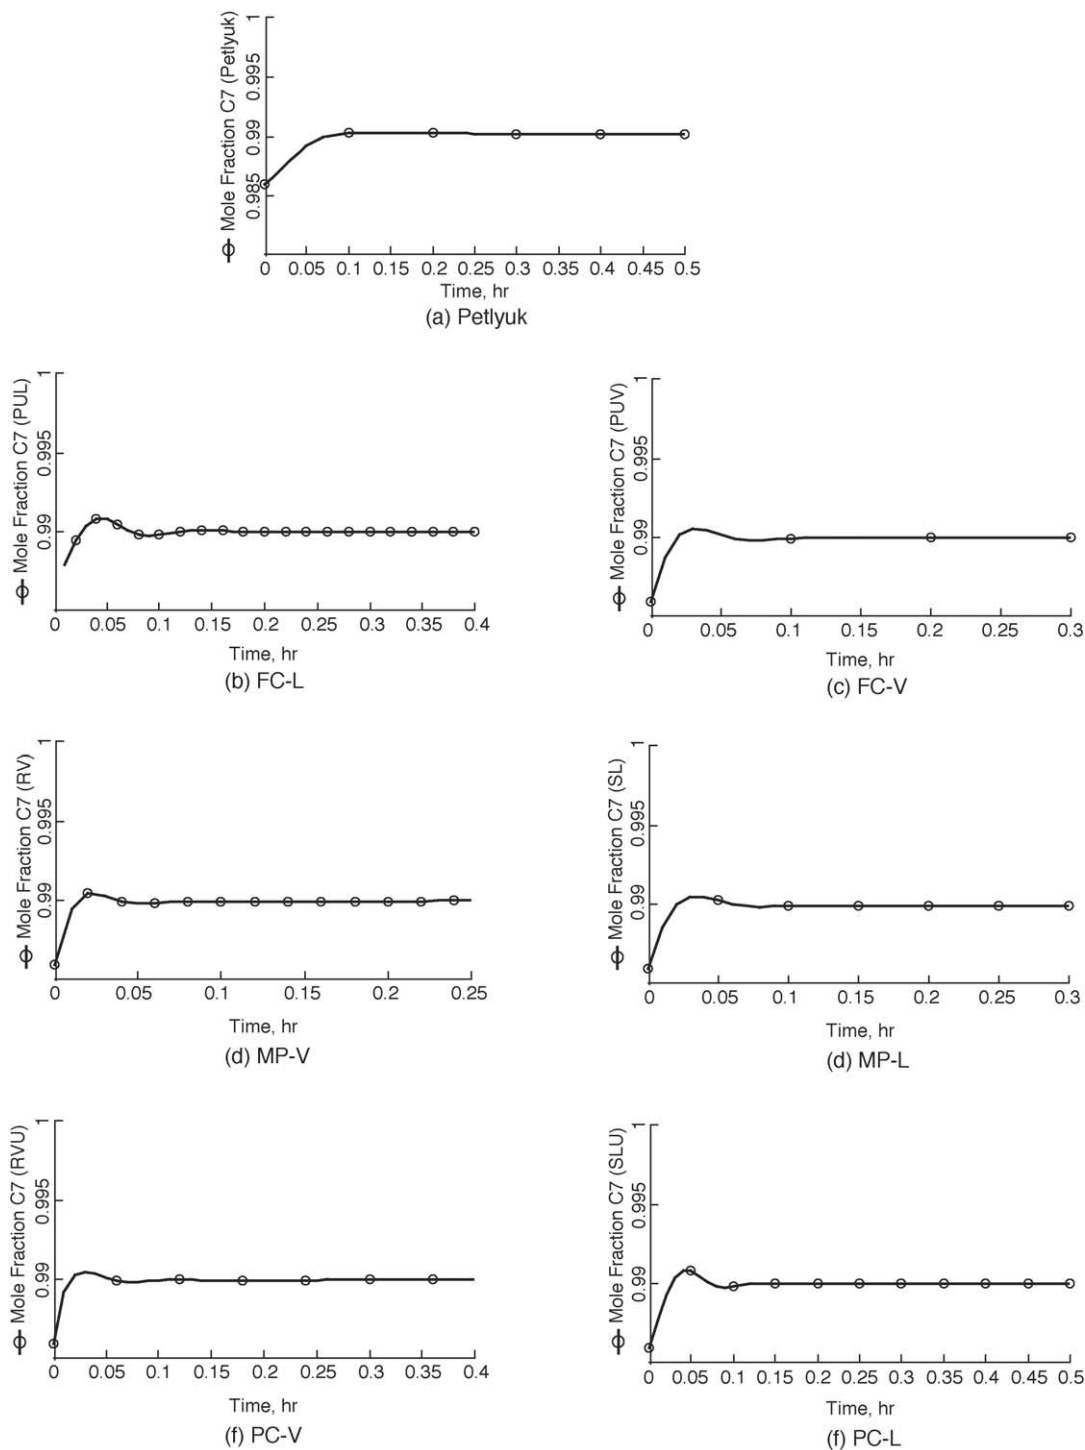 Mole Fraction C7 (Petlyuk)
1
0.995
0.99
0.985
0 0.05 0.1 0.15 0.2 0.25 0.3 0.35 0.4 0.45 0.5
Time, hr
(a) Petlyuk
Mole Fraction C7 (PUL)
1
0.995
0.99
0 0.05 0.1 0.15 0.2 0.25 0.3 0.35 0.4
Time, hr
(b) FC-L
Mole Fraction C7 (PUV)
1
0.995
0.99
0 0.05 0.1 0.15 0.2 0.25 0.3
Time, hr
(c) FC-V
Mole Fraction C7 (RV)
1
0.995
0.99
0 0.05 0.1 0.15 0.2 0.25
Time, hr
(d) MP-V
Mole Fraction C7 (SL)
1
0.995
0.99
0 0.05 0.1 0.15 0.2 0.25 0.3
Time, hr
(d) MP-L
Mole Fraction C7 (RVU)
1
0.995
0.99
0 0.05 0.1 0.15 0.2 0.25 0.3 0.35 0.4
Time, hr
(f) PC-V
Mole Fraction C7 (SLU)
1
0.995
0.99
0 0.05 0.1 0.15 0.2 0.25 0.3 0.35 0.4 0.45 0.5
Time, hr
(f) PC-L